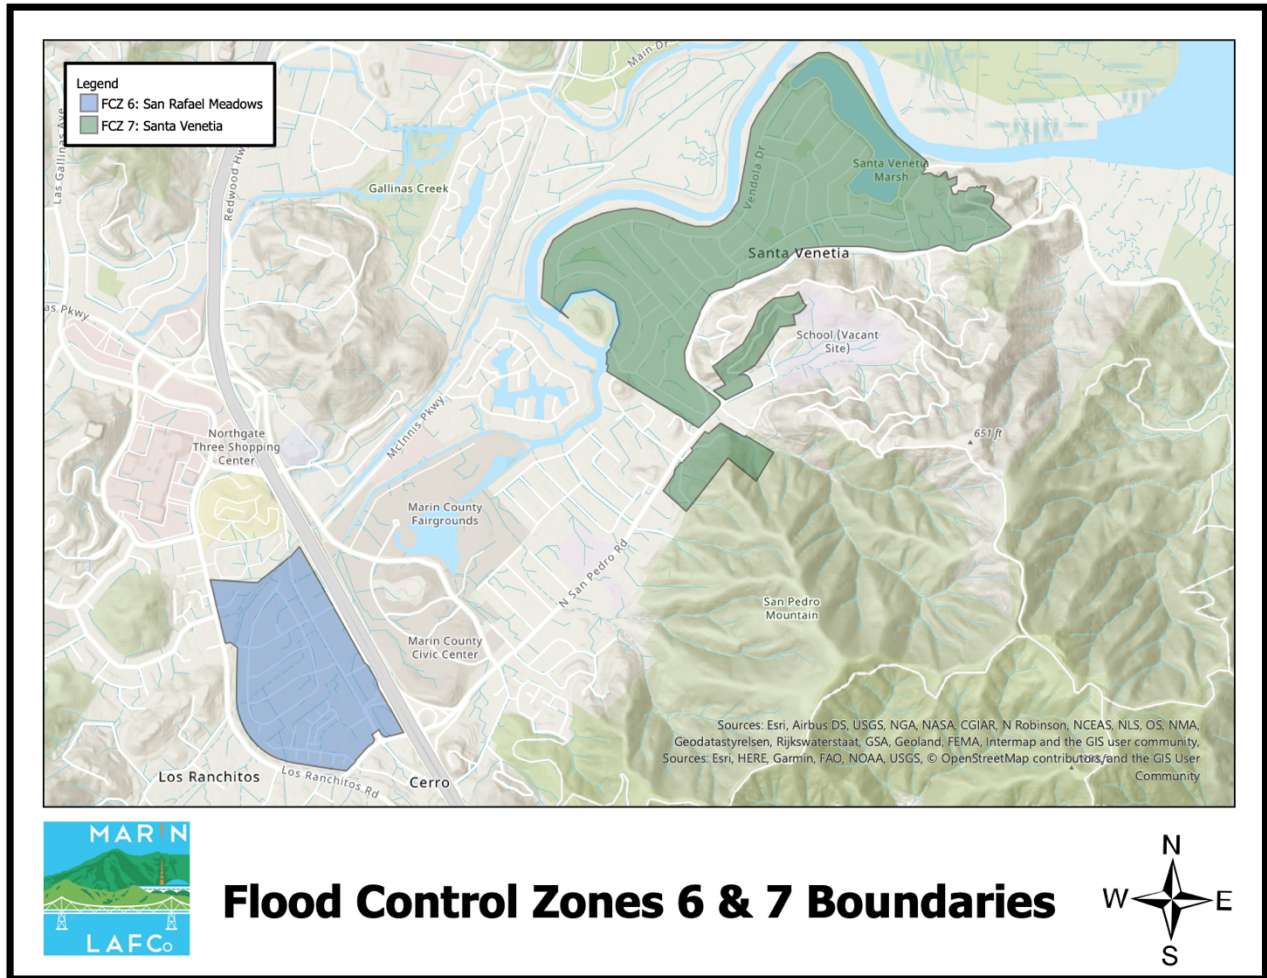 Legend
FCZ 6: San Rafael Meadows
FCZ 7: Santa Venetia
Main Dr
Las Gallinas Ave
Redwood Hw
Gallinas Creek
Vendola Dr
Santa Venetia
Marsh
Santa Venetia
as Pkwy
School (Vacant
Site)
McInnis Pkwy
Northgate
Three Shopping
Center
651 ft
Marin County
Fairgrounds
N San Pedro Rd
San Pedro
Mountain
Marin County
Civic Center
Sources: Esri, Airbus DS, USGS, NGA, NASA, CGIAR, N Robinson, NCEAS, NLS, OS, NMA,
Geodatastyrelsen, Rijkswaterstaat, GSA, Geoland, FEMA, Intermap and the GIS user community,
Sources: Esri, HERE, Garmin, FAO, NOAA, USGS, © OpenStreetMap contributors, and the GIS User
Community
Los Ranchitos
Los Ranchitos Rd
Cerro
MARIN
LAFCo
Flood Control Zones 6 & 7 Boundaries
N
W
E
S